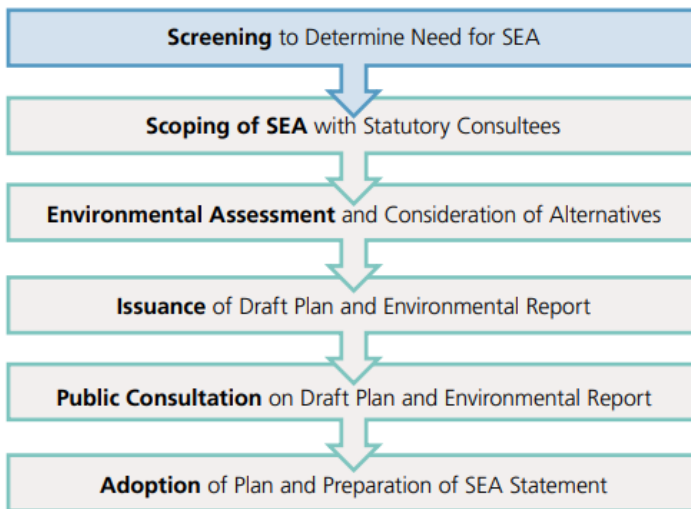 Screening to Determine Need for SEA
Scoping of SEA with Statutory Consultees
Environmental Assessment and Consideration of Alternatives
Issuance of Draft Plan and Environmental Report
Public Consultation on Draft Plan and Environmental Report
Adoption of Plan and Preparation of SEA Statement